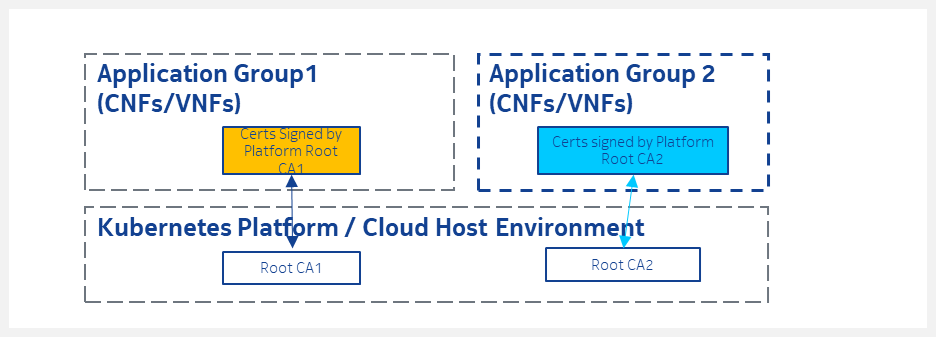 Application Group1
(CNFs/VNFs)
Certs Signed by
Platform Root
CA1
Application Group 2
(CNFs/VNFs)
Certs signed by Platform
Root CA2
Kubernetes Platform / Cloud Host Environment
Root CA1
Root CA2